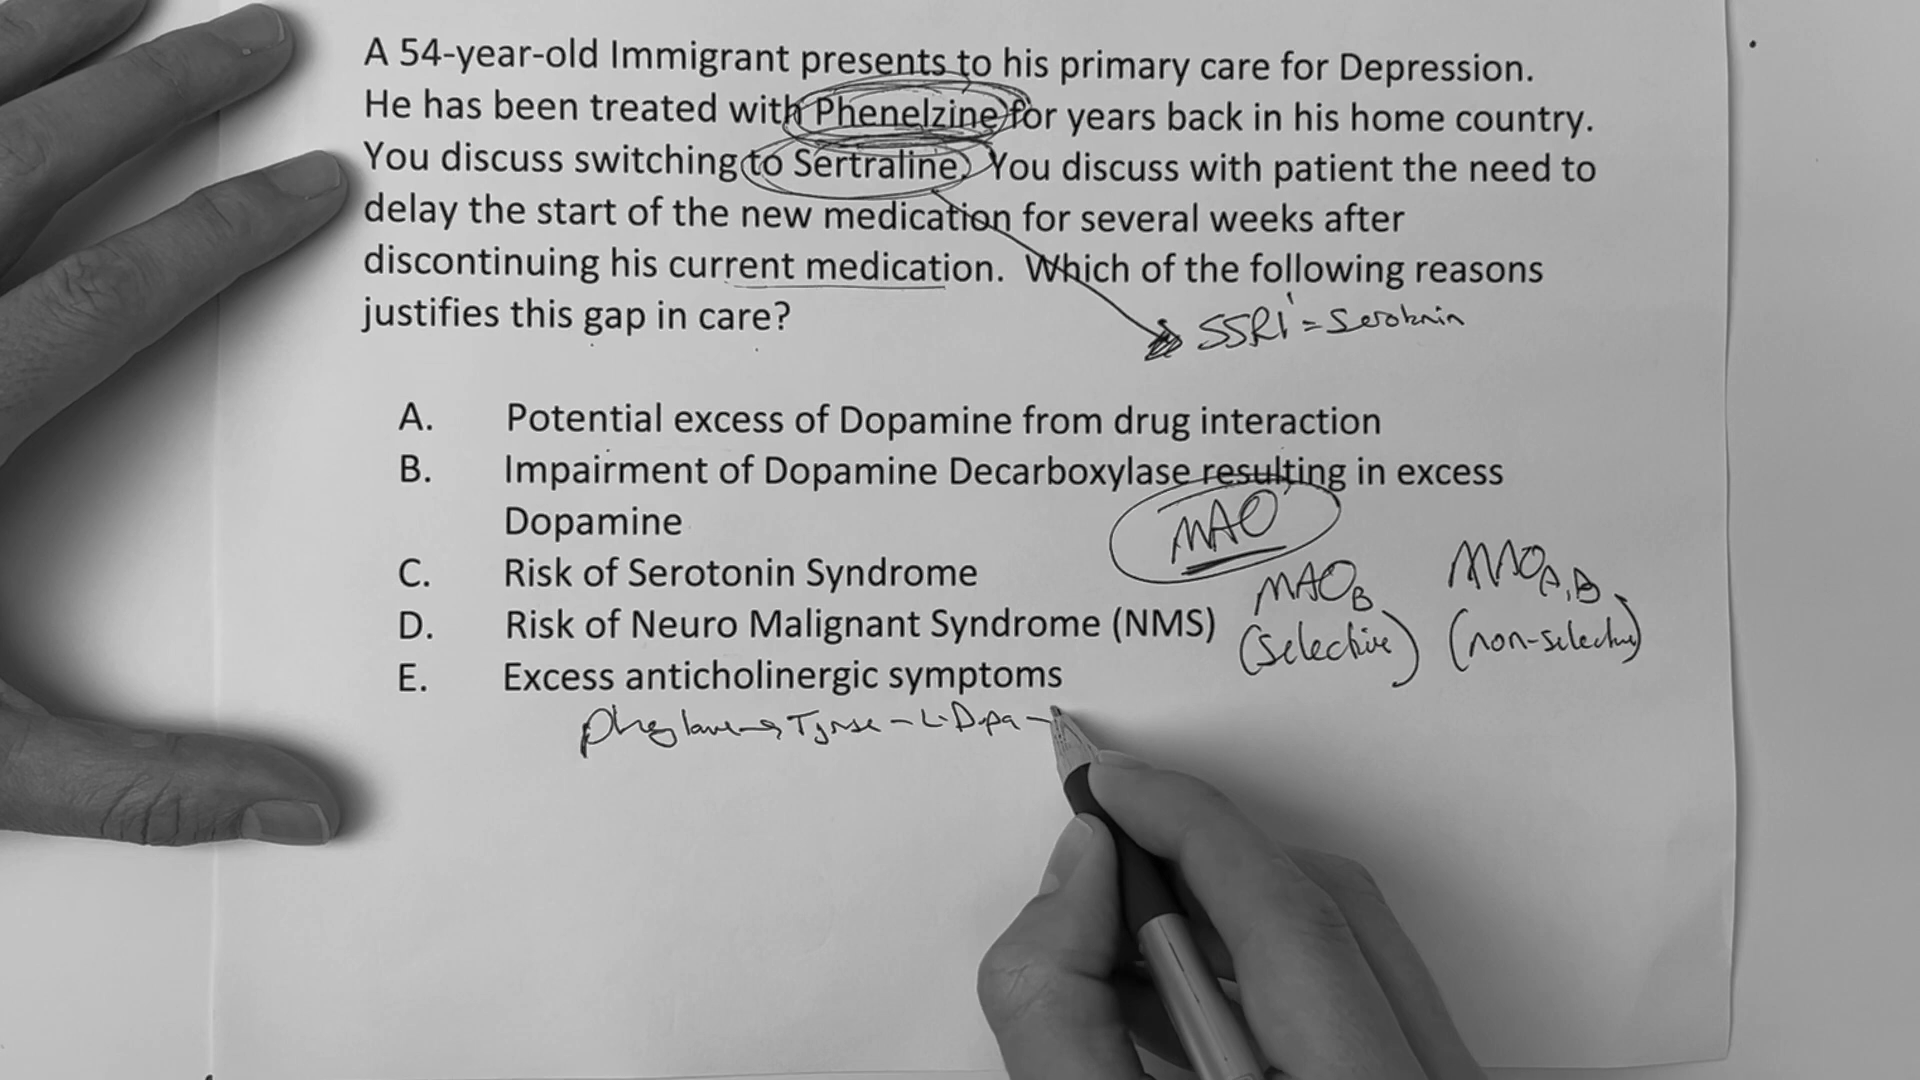 A 54-year-old Immigrant presents to his primary care for Depression.
He has been treated with Phenelzine for years back in his home country.
You discuss switching to Sertraline. You discuss with patient the need to
delay the start of the new medication for several weeks after
discontinuing his current medication. Which of the following reasons
justifies this gap in care?
SSRI = Serotonin
A. Potential excess of Dopamine from drug interaction
B. Impairment of Dopamine Decarboxylase resulting in excess
Dopamine
MAO
C. Risk of Serotonin Syndrome
MAO B MAO A,B
D. Risk of Neuro Malignant Syndrome (NMS)
(selective) (non-selective)
E. Excess anticholinergic symptoms
L-Dopa